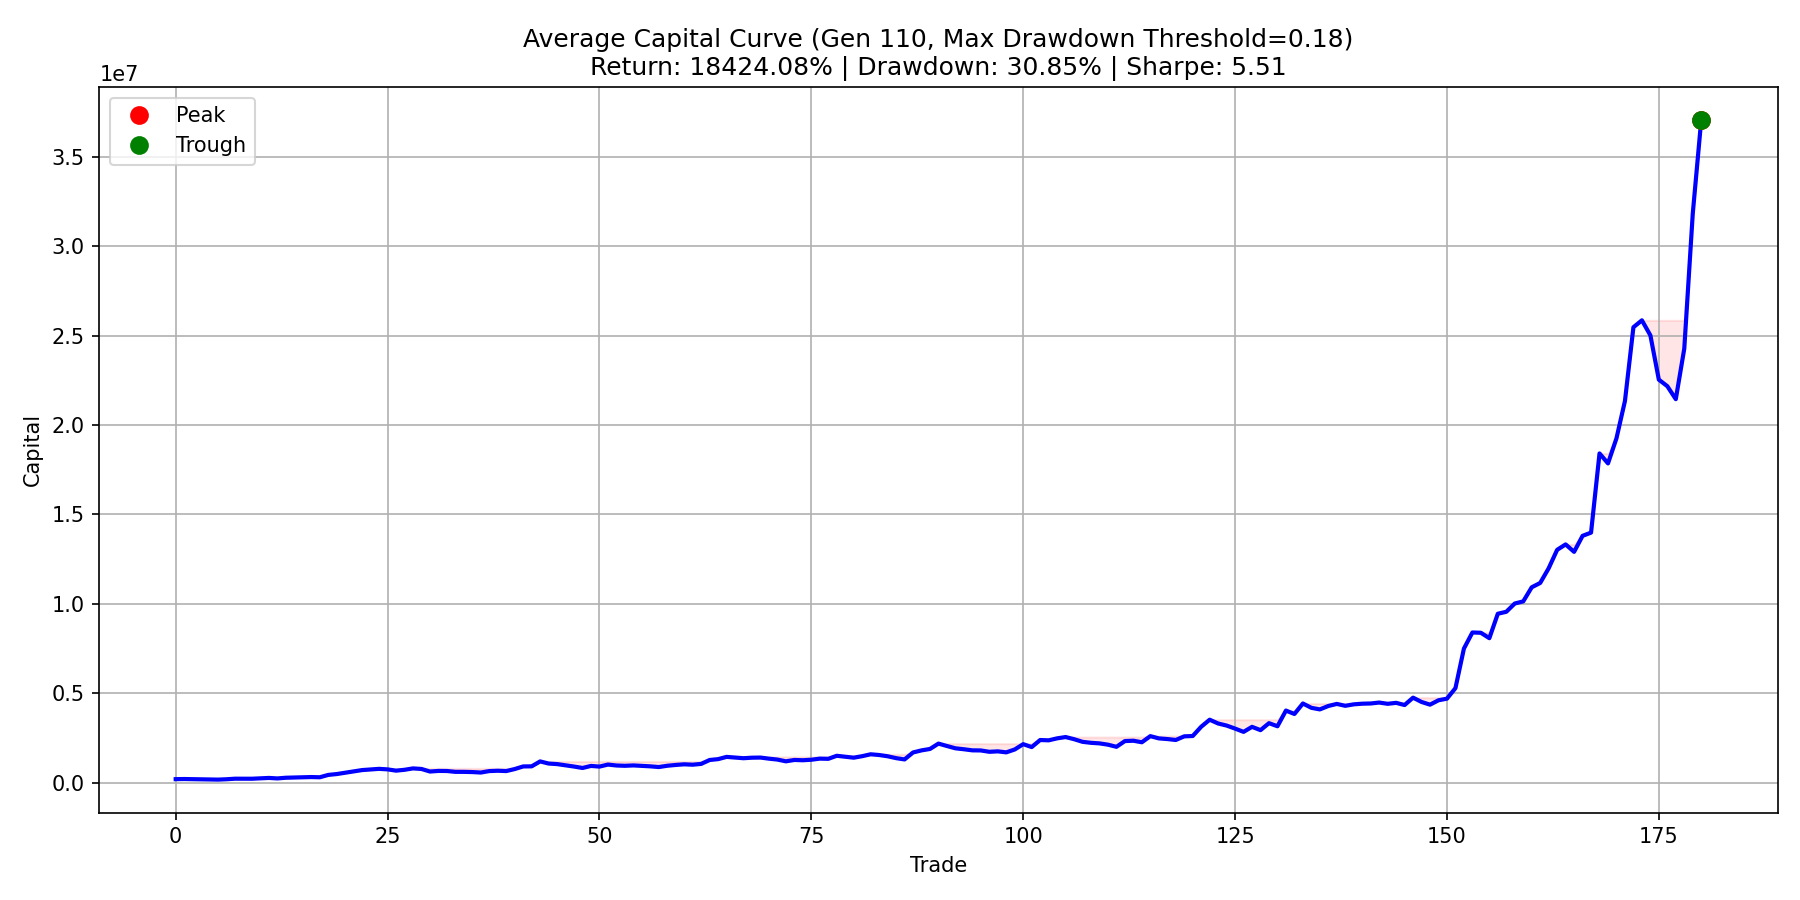 Average Capital Curve (Gen 110, Max Drawdown Threshold=0.18)
Return: 18424.08% | Drawdown: 30.85% | Sharpe: 5.51
1e7
Peak
Trough
3.5
3.0
2.5
2.0
1.5
1.0
0.5
0.0
Capital
0 25 50 75 100 125 150 175
Trade